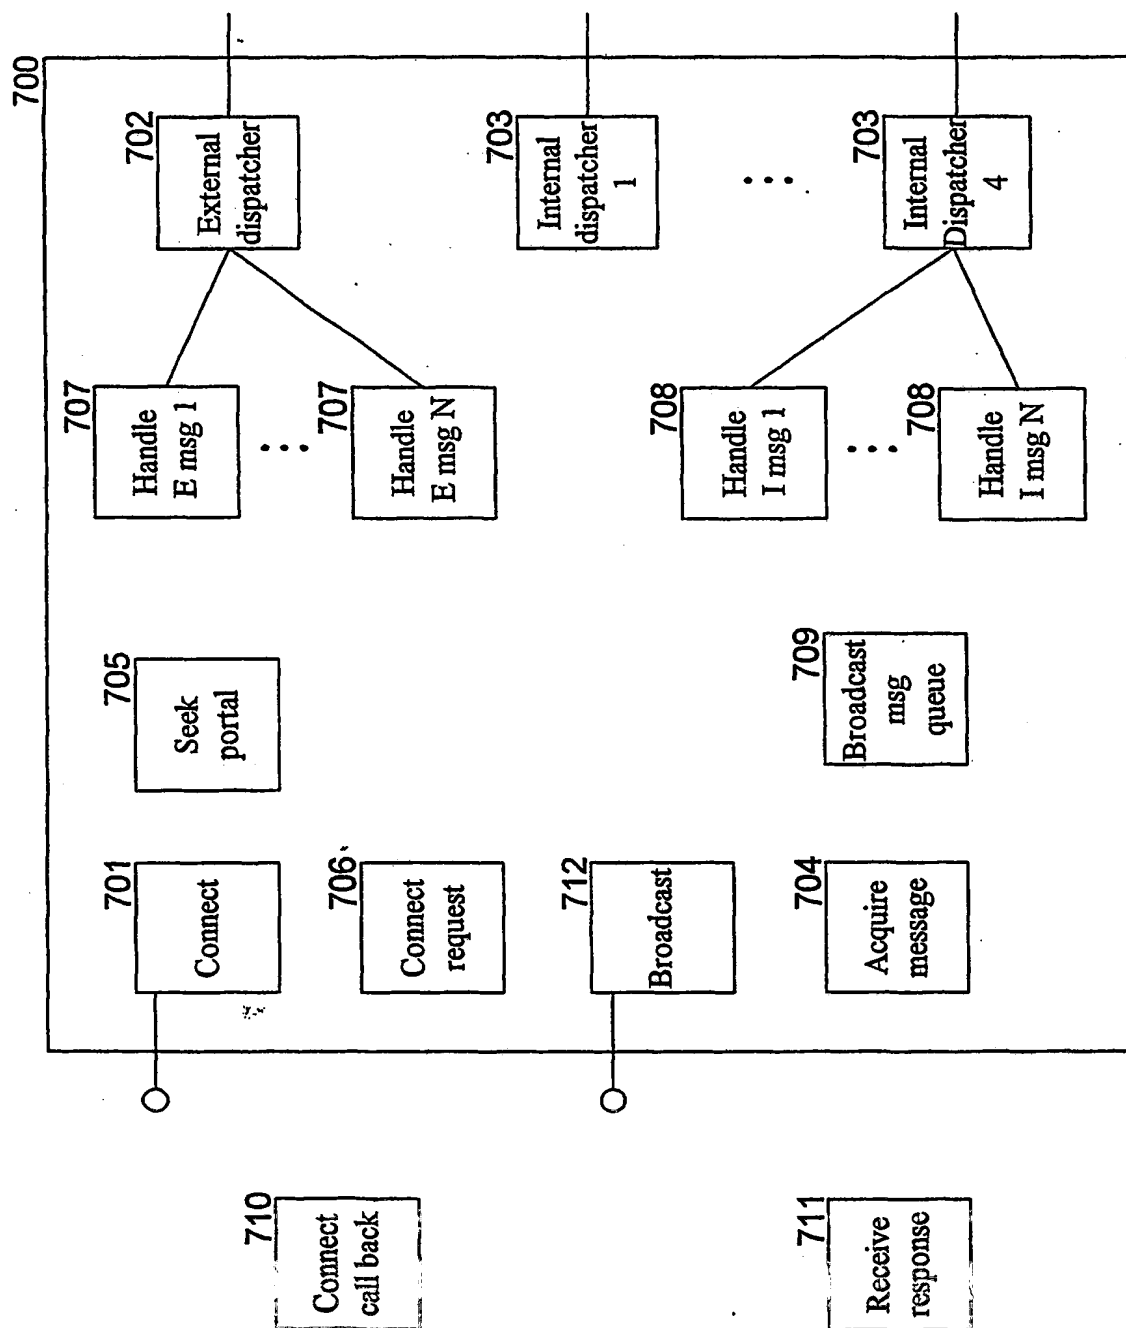 700
710
Connect
call back
701
Connect
705
Seek
portal
707
Handle
E msg 1
702
External
dispatcher
706
Connect
request
707
Handle
E msg N
703
Internal
dispatcher
1
712
Broadcast
708
Handle
I msg 1
711
Receive
response
704
Acquire
message
709
Broadcast
msg
queue
708
Handle
I msg N
703
Internal
Dispatcher
4